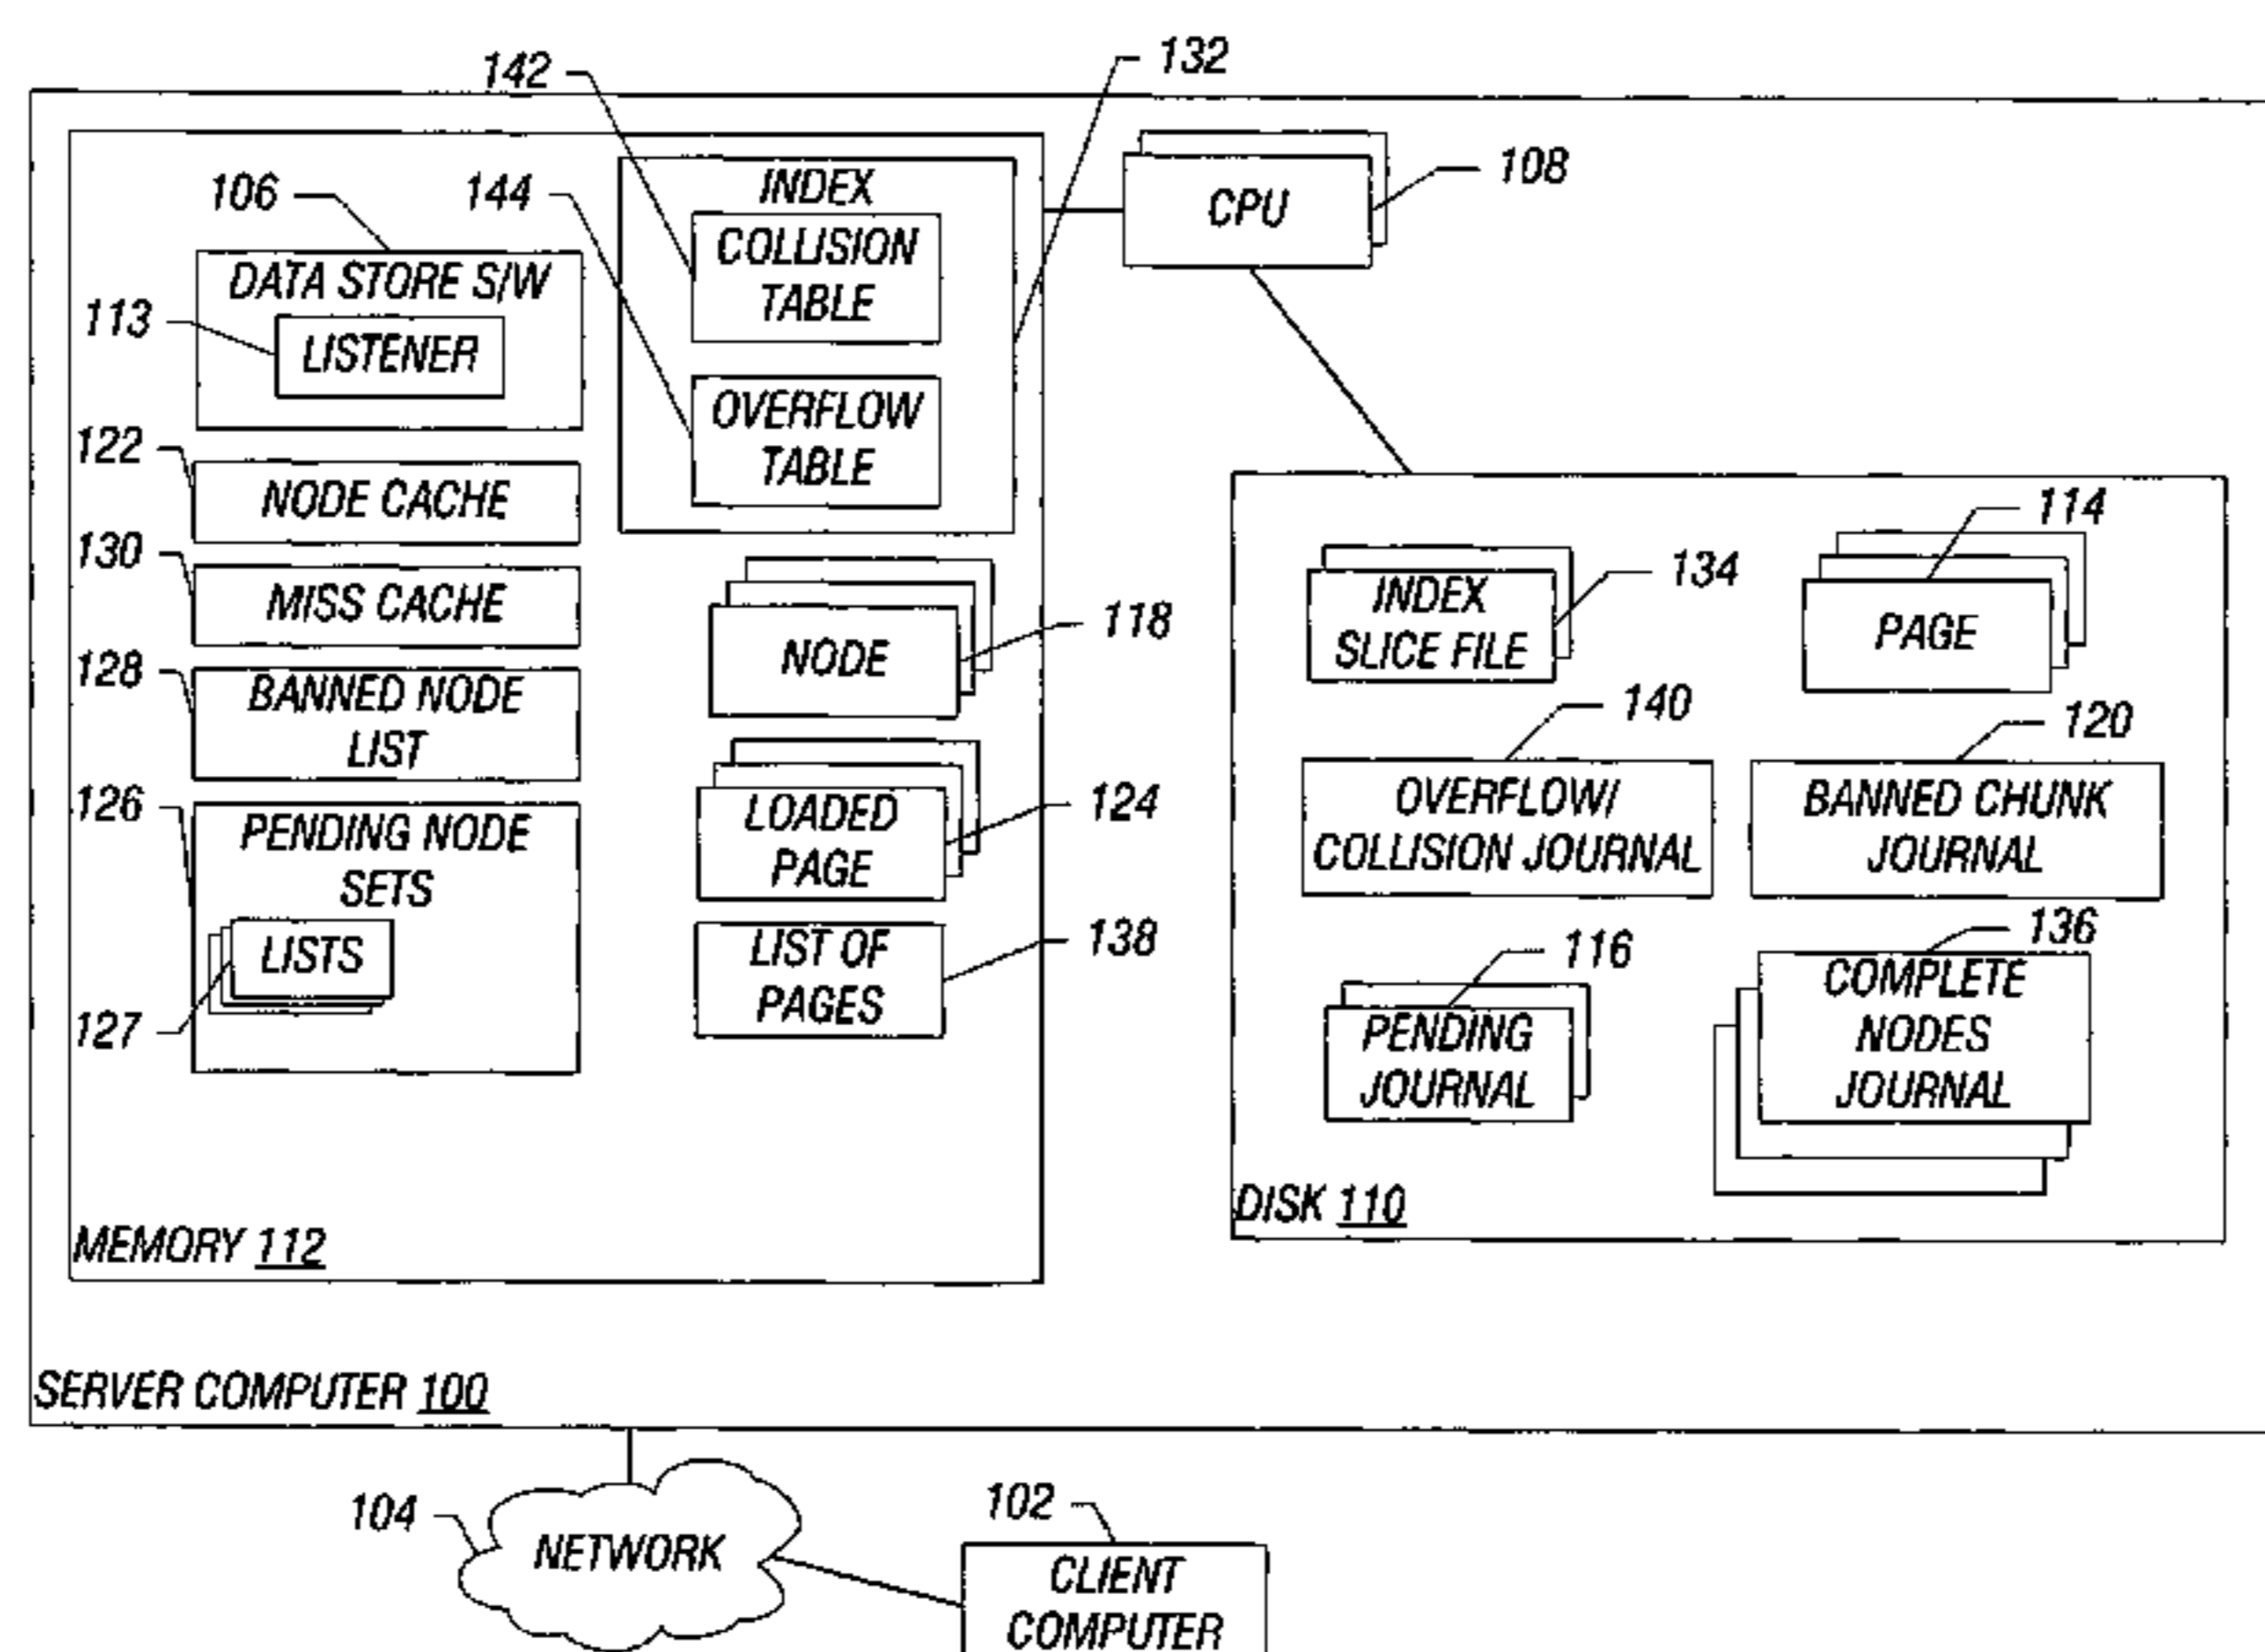 142
132
106
144
INDEX
CPU
108
COLLISION
TABLE
DATA STORE S/W
113
LISTENER
OVERFLOW
TABLE
122
NODE CACHE
130
MISS CACHE
128
BANNED NODE
LIST
126
PENDING NODE
SETS
LISTS
127
NODE
118
LOADED
PAGE
124
LIST OF
PAGES
138
MEMORY 112
INDEX
SLICE FILE
134
114
PAGE
140
OVERFLOW/
COLLISION JOURNAL
120
BANNED CHUNK
JOURNAL
116
PENDING
JOURNAL
136
COMPLETE
NODES
JOURNAL
DISK 110
SERVER COMPUTER 100
104
NETWORK
102
CLIENT
COMPUTER